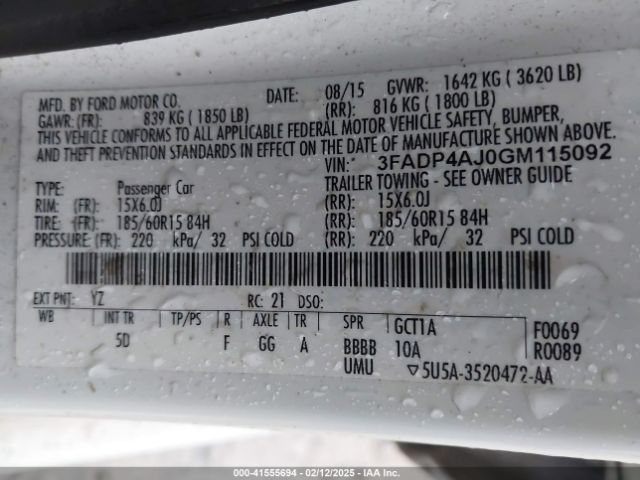 MFD. BY FORD MOTOR CO. DATE: 08/15 GVWR: 1642 KG ( 3620 LB)
GAWR: (FR): 839 KG ( 1850 LB) (RR): 816 KG ( 1800 LB)
THIS VEHICLE CONFORMS TO ALL APPLICABLE FEDERAL MOTOR VEHICLE SAFETY, BUMPER,
AND THEFT PREVENTION STANDARDS IN EFFECT ON THE DATE OF MANUFACTURE SHOWN ABOVE.
VIN: 3FADP4AJ0GM115092
TYPE: Passenger Car TRAILER TOWING - SEE OWNER GUIDE
RIM: (FR): 15X6.0J (RR): 15X6.0J
TIRE: (FR): 185/60R15 84H (RR): 185/60R15 84H
PRESSURE: (FR): 220 kPa/ 32 PSI COLD (RR): 220 kPa/ 32 PSI COLD
EXT PNT: YZ RC: 21 DSO:
WB INT TR TP/PS R AXLE TR SPR GCT1A F0069
5D F GG A BBBB 10A R0089
UMU ▽5U5A-3520472-AA
000-41555694 - 02/12/2025 - IAA Inc.